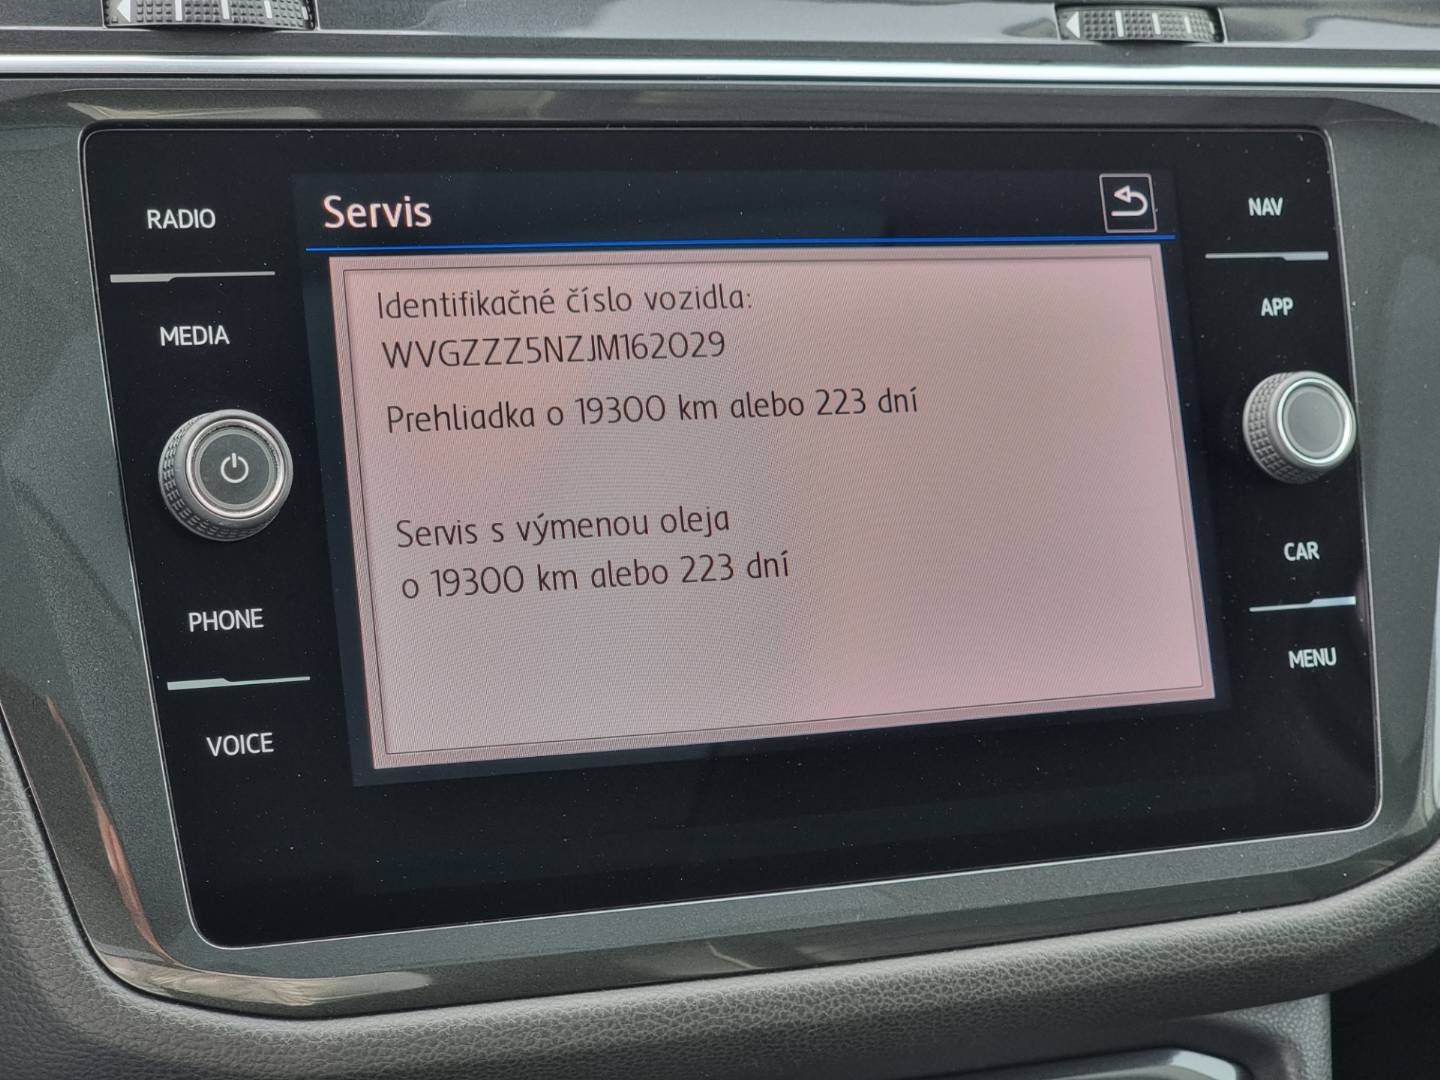 RADIO
MEDIA
PHONE
VOICE
Servis
Identifikačné číslo vozidla:
WVGZZZ5NZJM162029
Prehliadka o 19300 km alebo 223 dní
Servis s výmenou oleja
o 19300 km alebo 223 dní
NAV
APP
CAR
MENU